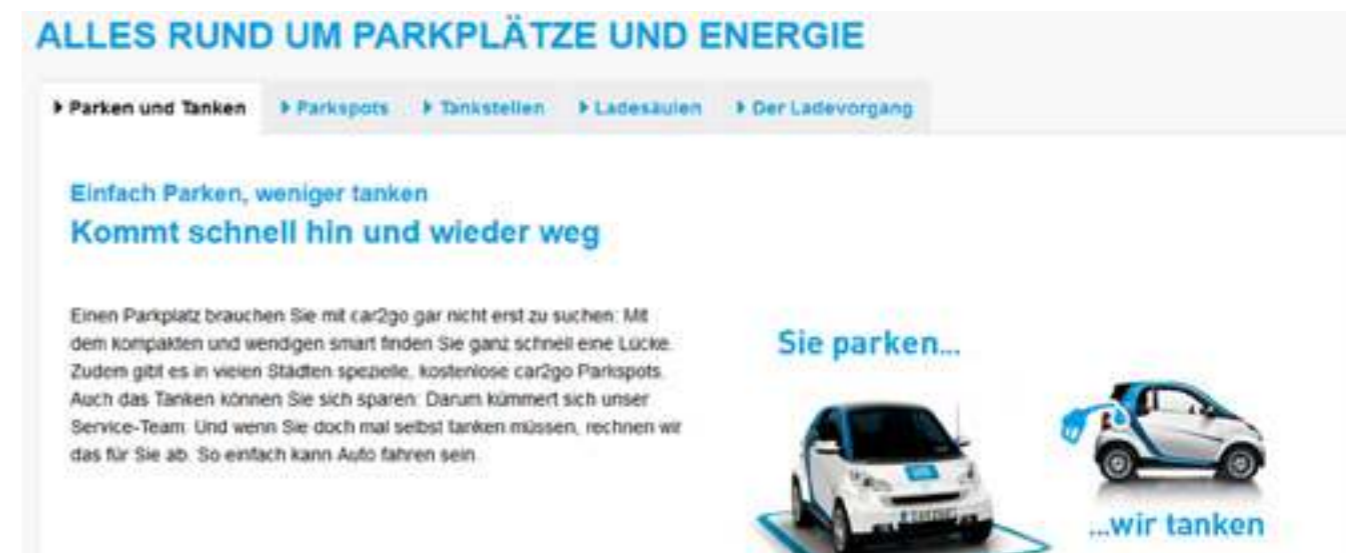 ALLES RUND UM PARKPLÄTZE UND ENERGIE
Parken und Tanken Parkspots Tankstellen Ladesäulen Der Ladevorgang
Einfach Parken, weniger tanken
Kommt schnell hin und wieder weg
Einen Parkplatz brauchen Sie mit car2go gar nicht erst zu suchen: Mit
dem kompakten und wendigen smart finden Sie ganz schnell eine Lücke.
Zudem gibt es in vielen Städten spezielle, kostenlose car2go Parkspots.
Auch das Tanken können Sie sich sparen: Darum kümmert sich unser
Service-Team. Und wenn Sie doch mal selbst tanken müssen, rechnen wir
das für Sie ab. So einfach kann Auto fahren sein.
Sie parken...
...wir tanken